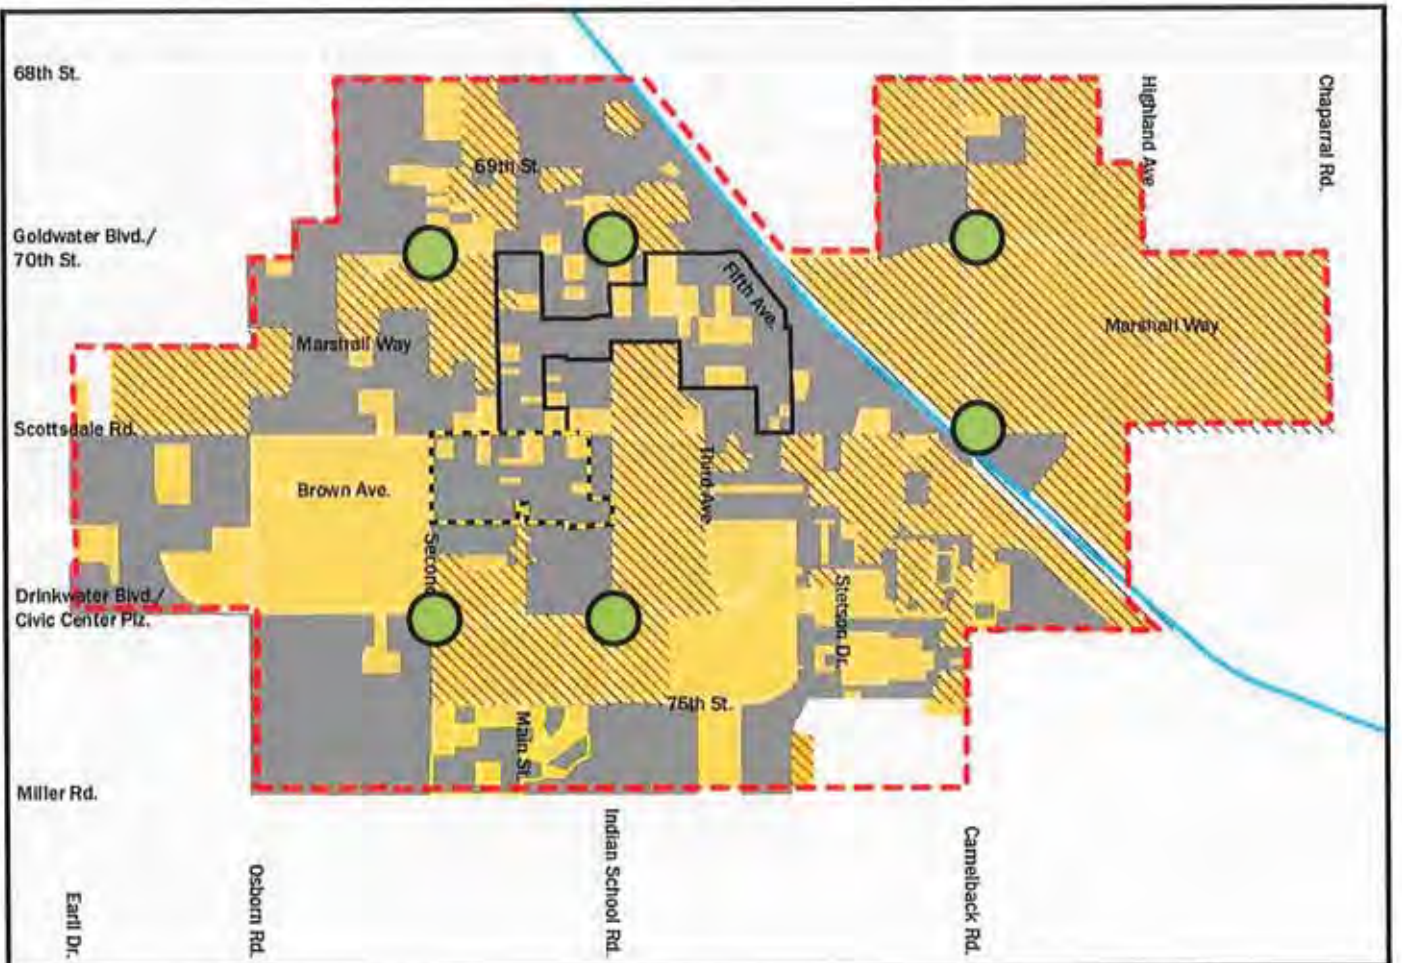 68th St.
Highland Ave
Chaparral Rd.
69th St.
Goldwater Blvd./
70th St.
Fifth Ave.
Marshall Way
Marshall Way
Scottsdale Rd.
Third Ave.
Brown Ave.
Second
Stetson Dr.
Drinkwater Blvd./
Civic Center Plz.
75th St.
Main St.
Miller Rd.
Indian School Rd.
Camelback Rd.
Osborn Rd.
Earll Dr.